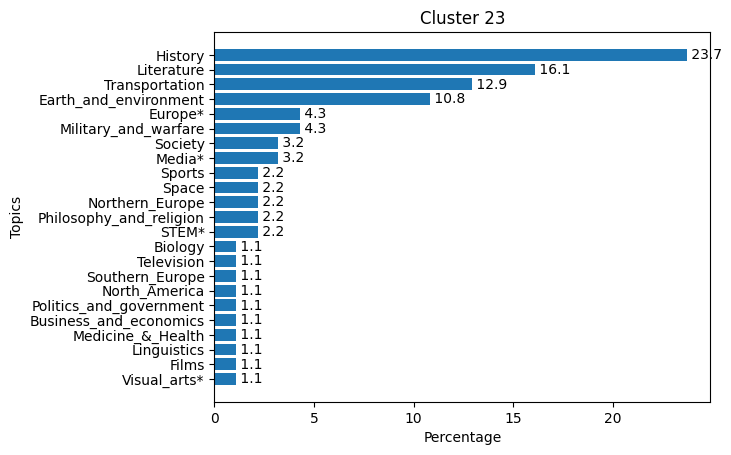 Cluster 23
Topics
History 23.7
Literature 16.1
Transportation 12.9
Earth_and_environment 10.8
Europe* 4.3
Military_and_warfare 4.3
Society 3.2
Media* 3.2
Sports 2.2
Space 2.2
Northern_Europe 2.2
Philosophy_and_religion 2.2
STEM* 2.2
Biology 1.1
Television 1.1
Southern_Europe 1.1
North_America 1.1
Politics_and_government 1.1
Business_and_economics 1.1
Medicine_&_Health 1.1
Linguistics 1.1
Films 1.1
Visual_arts* 1.1
0 5 10 15 20
Percentage